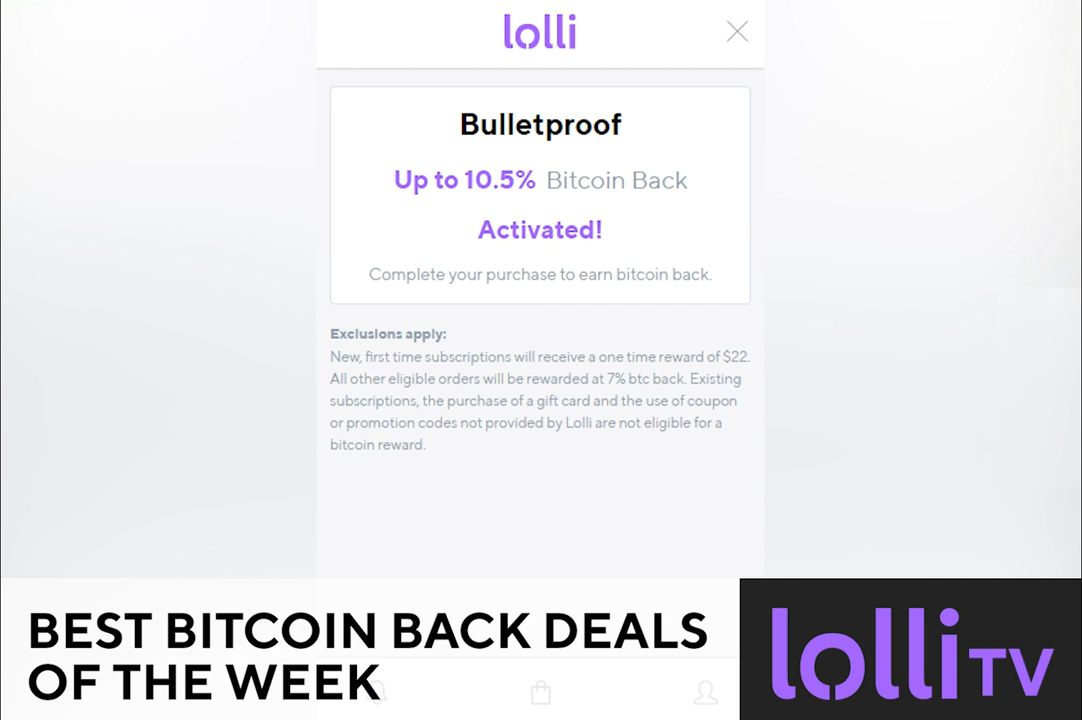 lolli
Bulletproof
Up to 10.5% Bitcoin Back
Activated!
Complete your purchase to earn bitcoin back.
Exclusions apply:
New, first time subscriptions will receive a one time reward of $22.
All other eligible orders will be rewarded at 7% btc back. Existing
subscriptions, the purchase of a gift card and the use of coupon
or promotion codes not provided by Lolli are not eligible for a
bitcoin reward.
BEST BITCOIN BACK DEALS
OF THE WEEK
lolli TV